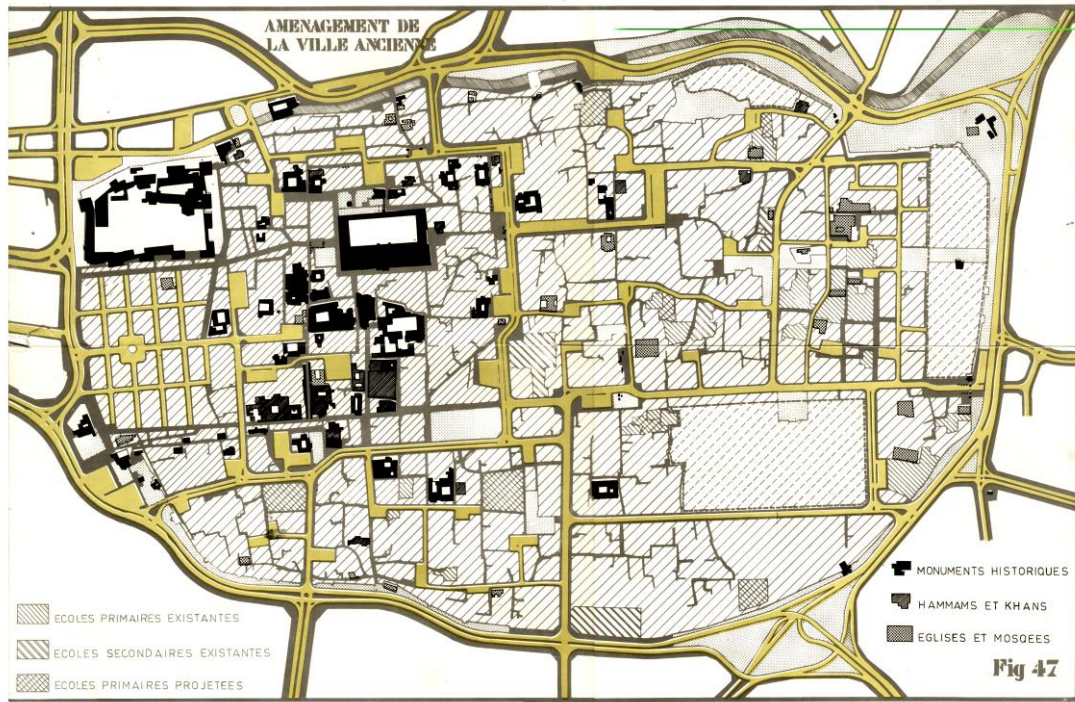 AMENAGEMENT DE
LA VILLE ANCIENNE
ECOLES PRIMAIRES EXISTANTES
ECOLES SECONDAIRES EXISTANTES
ECOLES PRIMAIRES PROJETEES
MONUMENTS HISTORIQUES
HAMMAMS ET KHANS
EGLISES ET MOSQEES
Fig 47